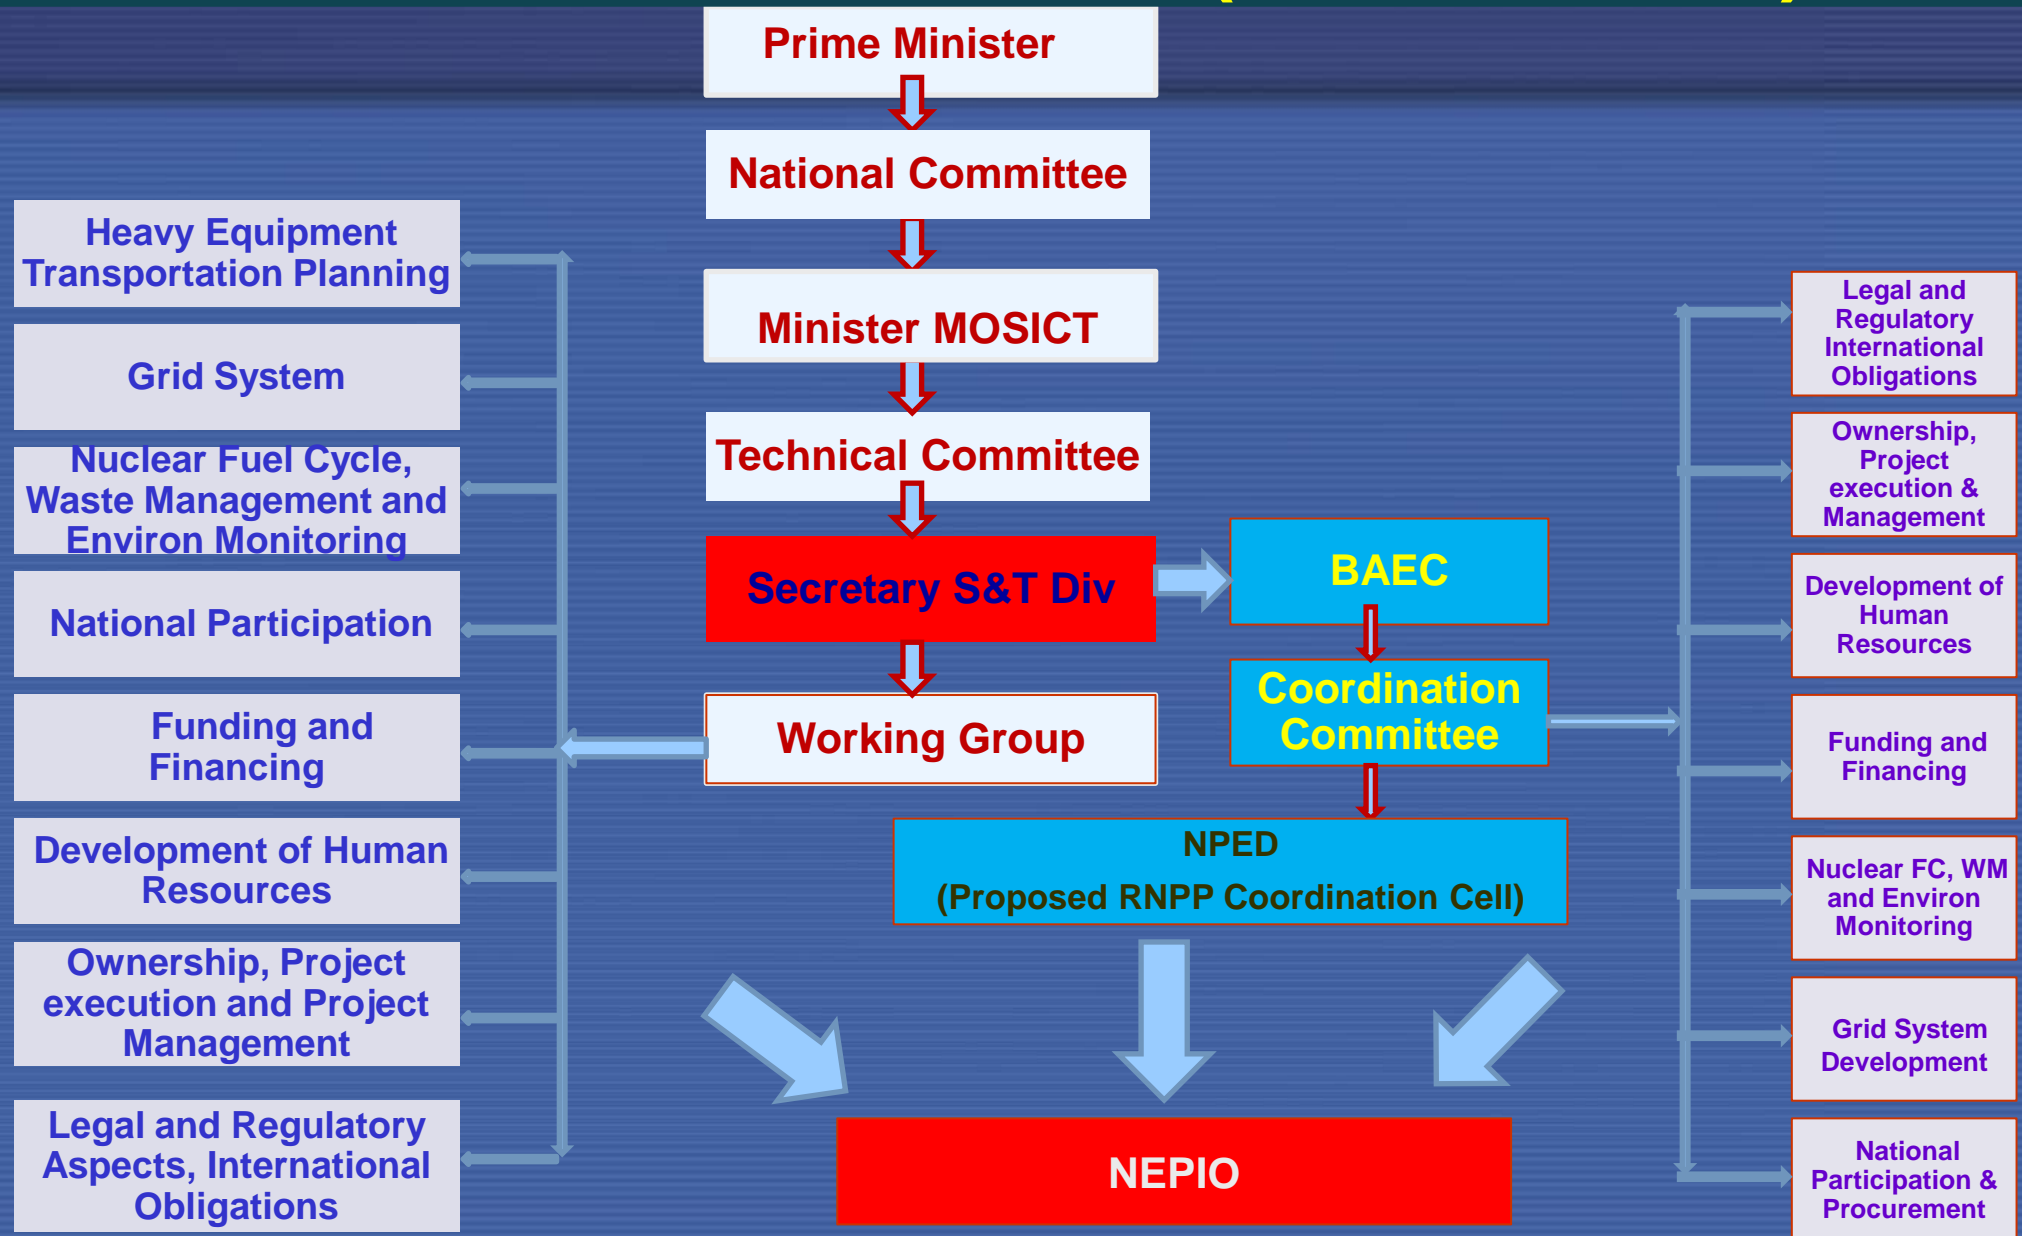 Prime Minister
National Committee
Minister MOSICT
Technical Committee
Secretary S&T Div
Working Group
Heavy Equipment
Transportation Planning
Grid System
Nuclear Fuel Cycle,
Waste Management and
Environ Monitoring
National Participation
Funding and
Financing
Development of Human
Resources
Ownership, Project
execution and Project
Management
Legal and Regulatory
Aspects, International
Obligations
BAEC
Coordination
Committee
NPED
(Proposed RNPP Coordination Cell)
NEPIO
Legal and
Regulatory
International
Obligations
Ownership,
Project
execution &
Management
Development of
Human
Resources
Funding and
Financing
Nuclear FC, WM
and Environ
Monitoring
Grid System
Development
National
Participation &
Procurement